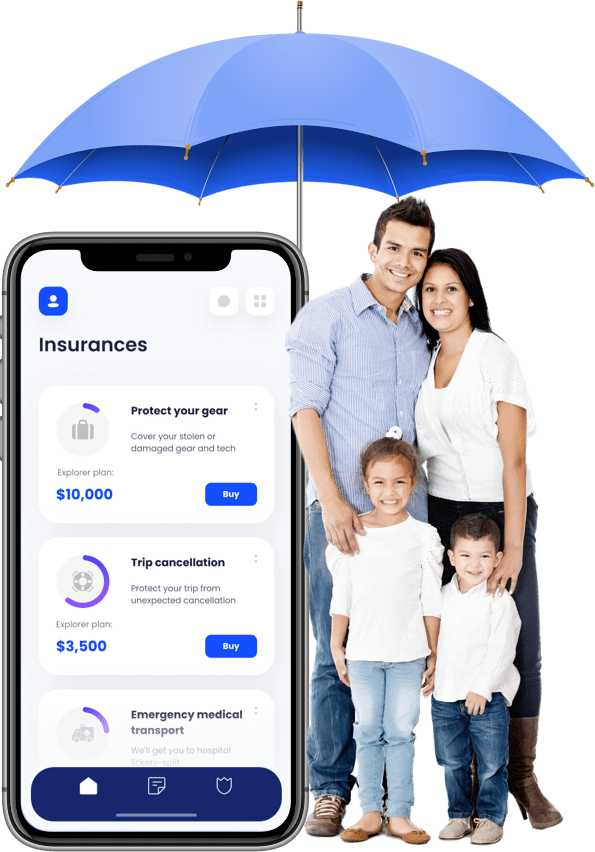 Insurances
Protect your gear
Cover your stolen or
damaged gear and tech
Explorer plan:
$10,000
Buy
Trip cancellation
Protect your trip from
unexpected cancellation
Explorer plan:
$3,500
Buy
Emergency medical
transport
We'll get you to hospital
lickety-split